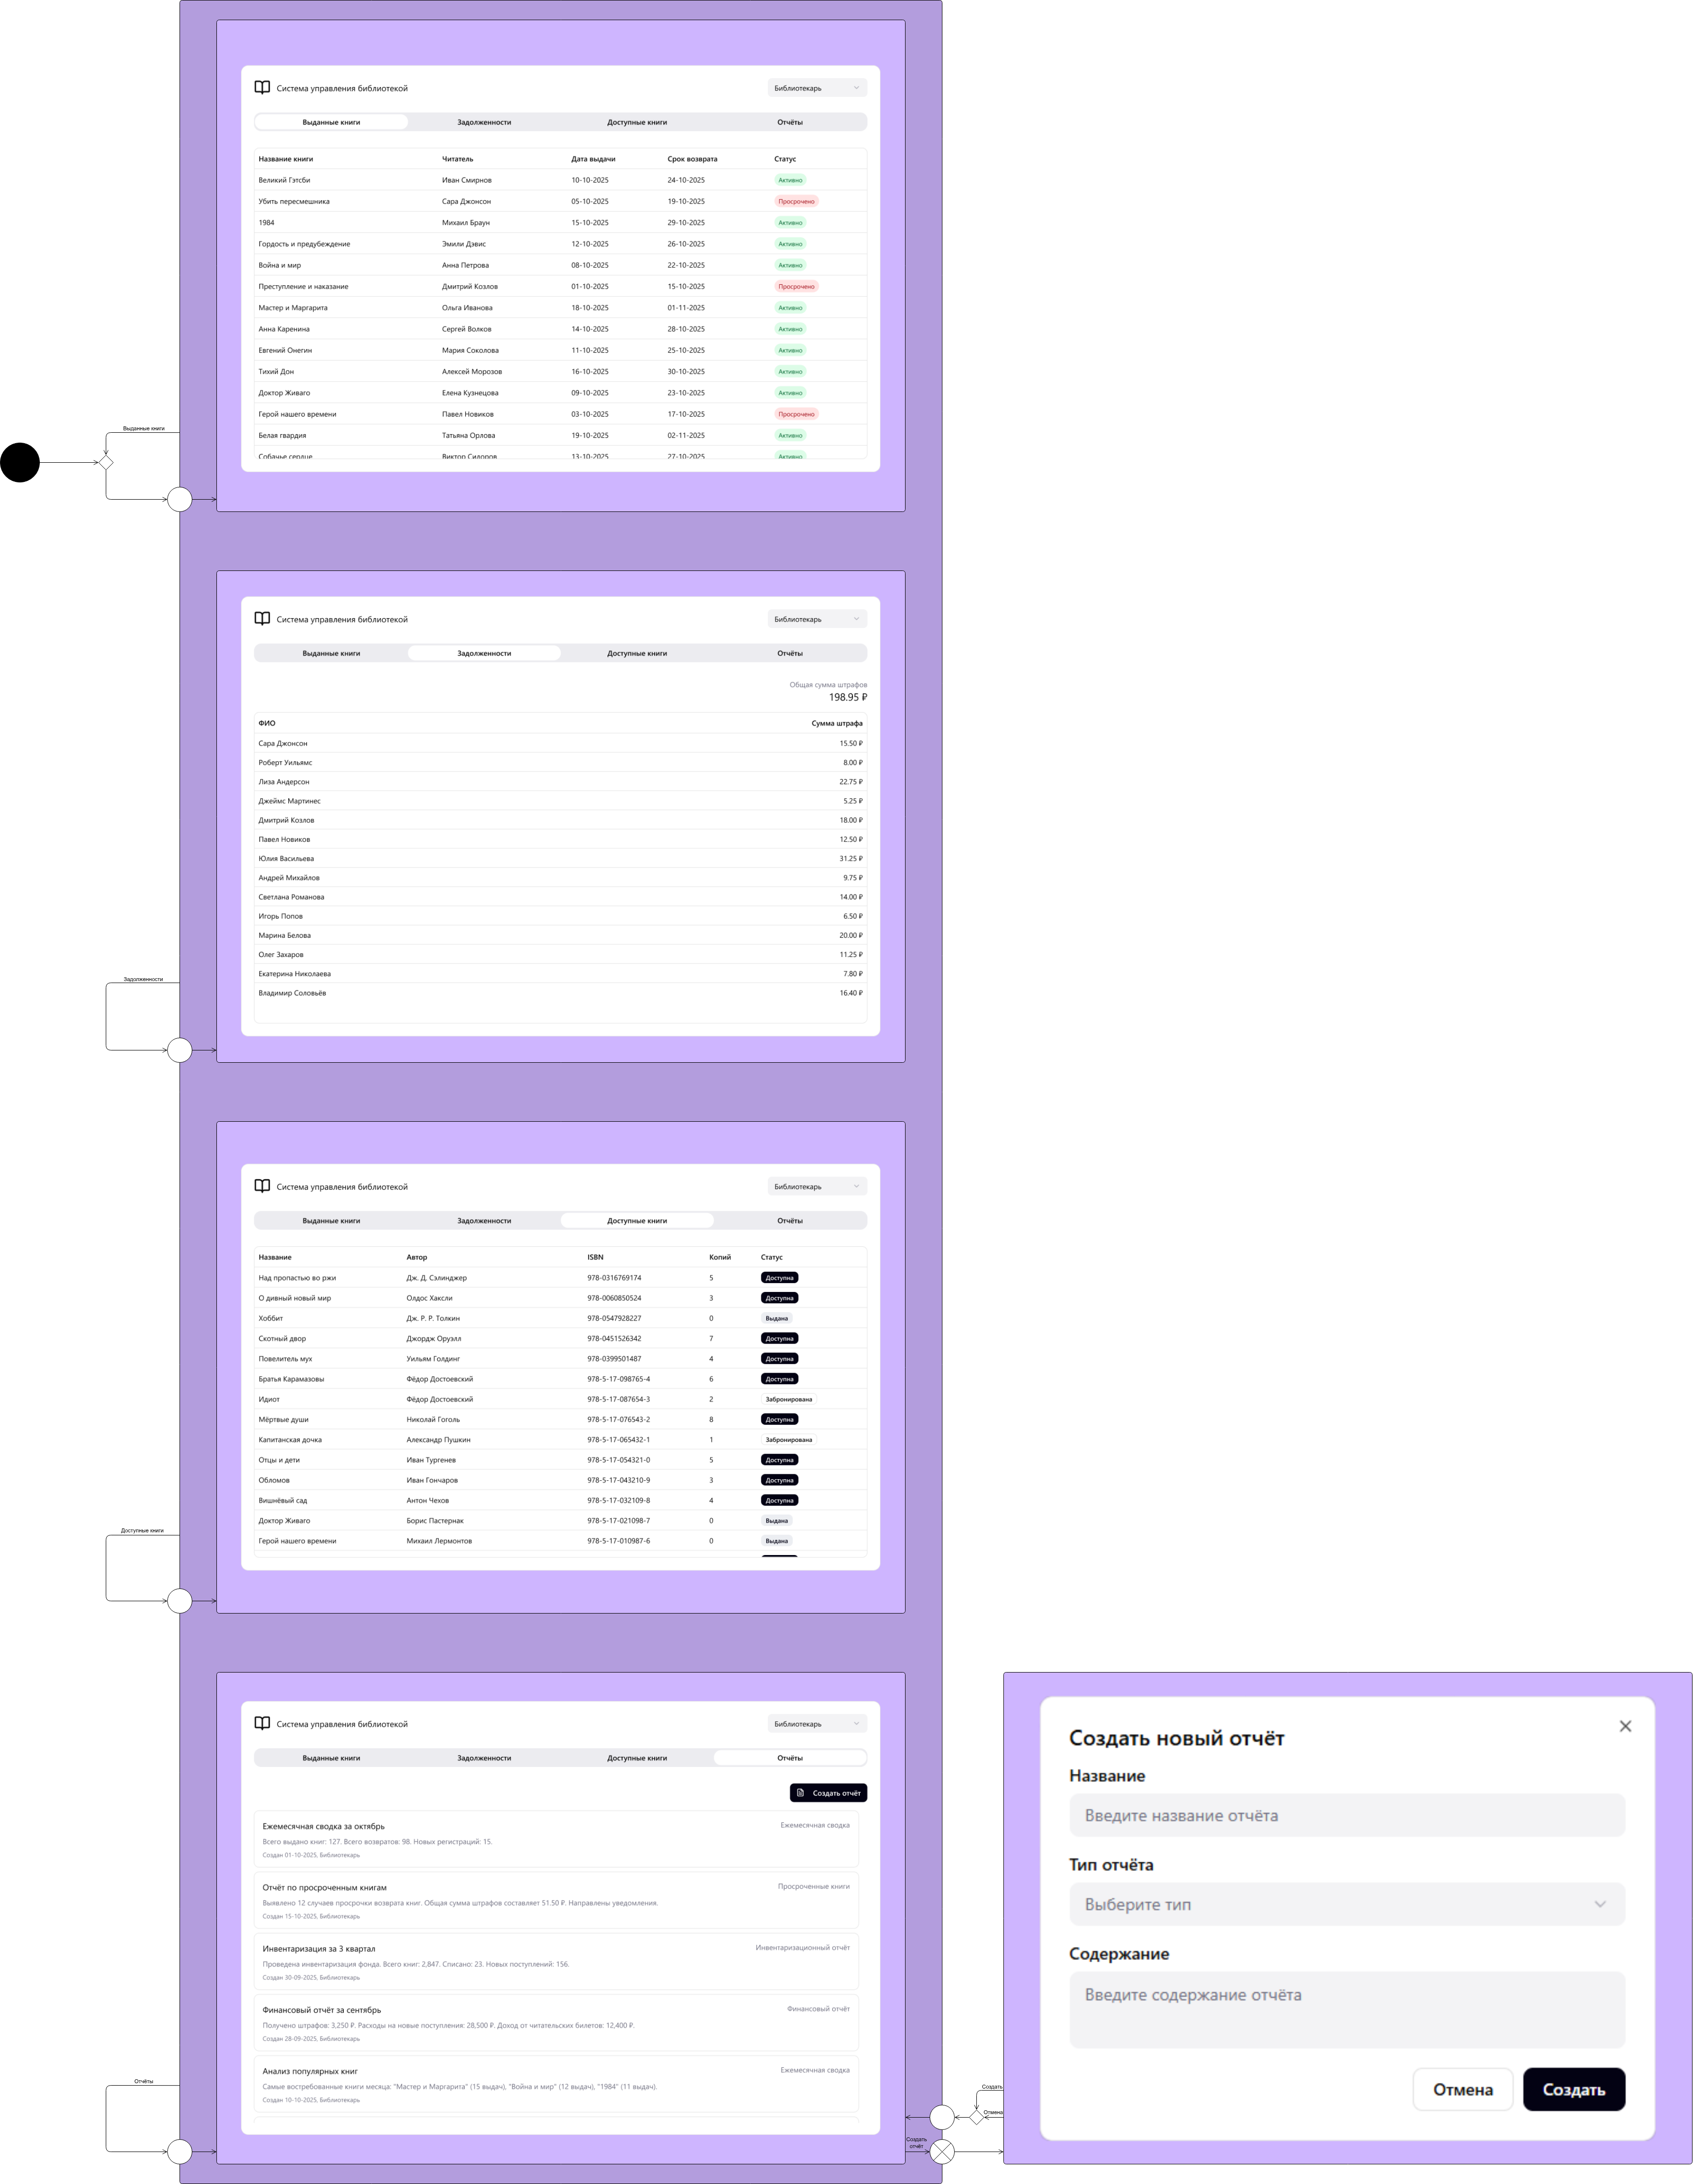 Система управления библиотекой
Библиотекарь
Выданные книги Задолженности Доступные книги Отчёты
Название книги Читатель Дата выдачи Срок возврата Статус
Великий Гэтсби Иван Смирнов 10-10-2025 24-10-2025 Активно
Убить пересмешника Сара Джонсон 05-10-2025 19-10-2025 Просрочено
1984 Михаил Браун 15-10-2025 29-10-2025 Активно
Гордость и предубеждение Эмили Дэвис 12-10-2025 26-10-2025 Активно
Война и мир Анна Петрова 08-10-2025 22-10-2025 Активно
Преступление и наказание Дмитрий Козлов 01-10-2025 15-10-2025 Просрочено
Мастер и Маргарита Ольга Иванова 18-10-2025 01-11-2025 Активно
Анна Каренина Сергей Волков 14-10-2025 28-10-2025 Активно
Евгений Онегин Мария Соколова 11-10-2025 25-10-2025 Активно
Тихий Дон Алексей Морозов 16-10-2025 30-10-2025 Активно
Доктор Живаго Елена Кузнецова 09-10-2025 23-10-2025 Активно
Герой нашего времени Павел Новиков 03-10-2025 17-10-2025 Просрочено
Белая гвардия Татьяна Орлова 19-10-2025 02-11-2025 Активно
Собачье сердце Виктор Сидоров 13-10-2025 27-10-2025 Активно
Выданные книги
Система управления библиотекой
Библиотекарь
Выданные книги Задолженности Доступные книги Отчёты
Общая сумма штрафов
198.95 ₽
ФИО Сумма штрафа
Сара Джонсон 15.50 ₽
Роберт Уильямс 8.00 ₽
Лиза Андерсон 22.75 ₽
Джеймс Мартинес 5.25 ₽
Дмитрий Козлов 18.00 ₽
Павел Новиков 12.50 ₽
Юлия Васильева 31.25 ₽
Андрей Михайлов 9.75 ₽
Светлана Романова 14.00 ₽
Игорь Попов 6.50 ₽
Марина Белова 20.00 ₽
Олег Захаров 11.25 ₽
Екатерина Николаева 7.80 ₽
Владимир Соловьёв 16.40 ₽
Задолженности
Система управления библиотекой
Библиотекарь
Выданные книги Задолженности Доступные книги Отчёты
Название Автор ISBN Копий Статус
Над пропастью во ржи Дж. Д. Сэлинджер 978-0316769174 5 Доступна
О дивный новый мир Олдос Хаксли 978-0060850524 3 Доступна
Хоббит Дж. Р. Р. Толкин 978-0547928227 0 Выдана
Скотный двор Джордж Оруэлл 978-0451526342 7 Доступна
Повелитель мух Уильям Голдинг 978-0399501487 4 Доступна
Братья Карамазовы Фёдор Достоевский 978-5-17-098765-4 6 Доступна
Идиот Фёдор Достоевский 978-5-17-087654-3 2 Забронирована
Мёртвые души Николай Гоголь 978-5-17-076543-2 8 Доступна
Капитанская дочка Александр Пушкин 978-5-17-065432-1 1 Забронирована
Отцы и дети Иван Тургенев 978-5-17-054321-0 5 Доступна
Обломов Иван Гончаров 978-5-17-043210-9 3 Доступна
Вишнёвый сад Антон Чехов 978-5-17-032109-8 4 Доступна
Доктор Живаго Борис Пастернак 978-5-17-021098-7 0 Выдана
Герой нашего времени Михаил Лермонтов 978-5-17-010987-6 0 Выдана
Доступные книги
Система управления библиотекой
Библиотекарь
Выданные книги Задолженности Доступные книги Отчёты
Создать отчёт
Ежемесячная сводка за октябрь Ежемесячная сводка
Всего выдано книг: 127. Всего возвратов: 98. Новых регистраций: 15.
Создан 01-10-2025, Библиотекарь
Отчёт по просроченным книгам Просроченные книги
Выявлено 12 случаев просрочки возврата книг. Общая сумма штрафов составляет 51.50 ₽. Направлены уведомления.
Создан 15-10-2025, Библиотекарь
Инвентаризация за 3 квартал Инвентаризационный отчёт
Проведена инвентаризация фонда. Всего книг: 2,847. Списано: 23. Новых поступлений: 156.
Создан 30-09-2025, Библиотекарь
Финансовый отчёт за сентябрь Финансовый отчёт
Получено штрафов: 3,250 ₽. Расходы на новые поступления: 28,500 ₽. Доход от читательских билетов: 12,400 ₽.
Создан 28-09-2025, Библиотекарь
Анализ популярных книг Ежемесячная сводка
Самые востребованные книги месяца: "Мастер и Маргарита" (15 выдач), "Война и мир" (12 выдач), "1984" (11 выдач).
Создан 10-10-2025, Библиотекарь
Отчёты
Создать
Отмена
Создать
отчёт
Создать новый отчёт
Название
Введите название отчёта
Тип отчёта
Выберите тип
Содержание
Введите содержание отчёта
Отмена Создать